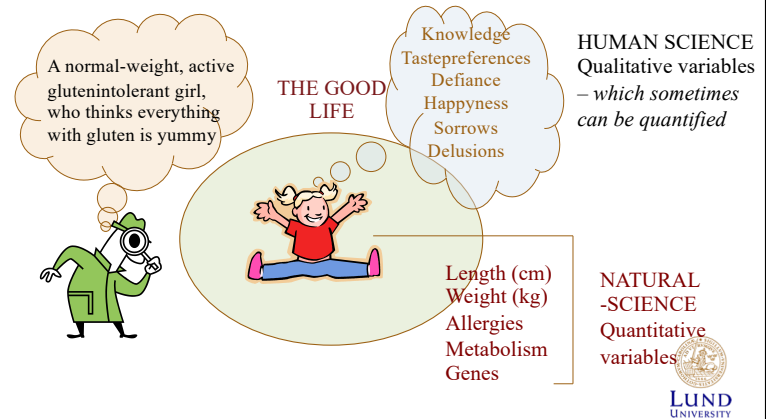 A normal-weight, active
glutenintolerant girl,
who thinks everything
with gluten is yummy
THE GOOD
LIFE
Knowledge
Tastepreferences
Defiance
Happyness
Sorrows
Delusions
HUMAN SCIENCE
Qualitative variables
– which sometimes
can be quantified
Length (cm)
Weight (kg)
Allergies
Metabolism
Genes
NATURAL
-SCIENCE
Quantitative
variables
LUND
UNIVERSITY